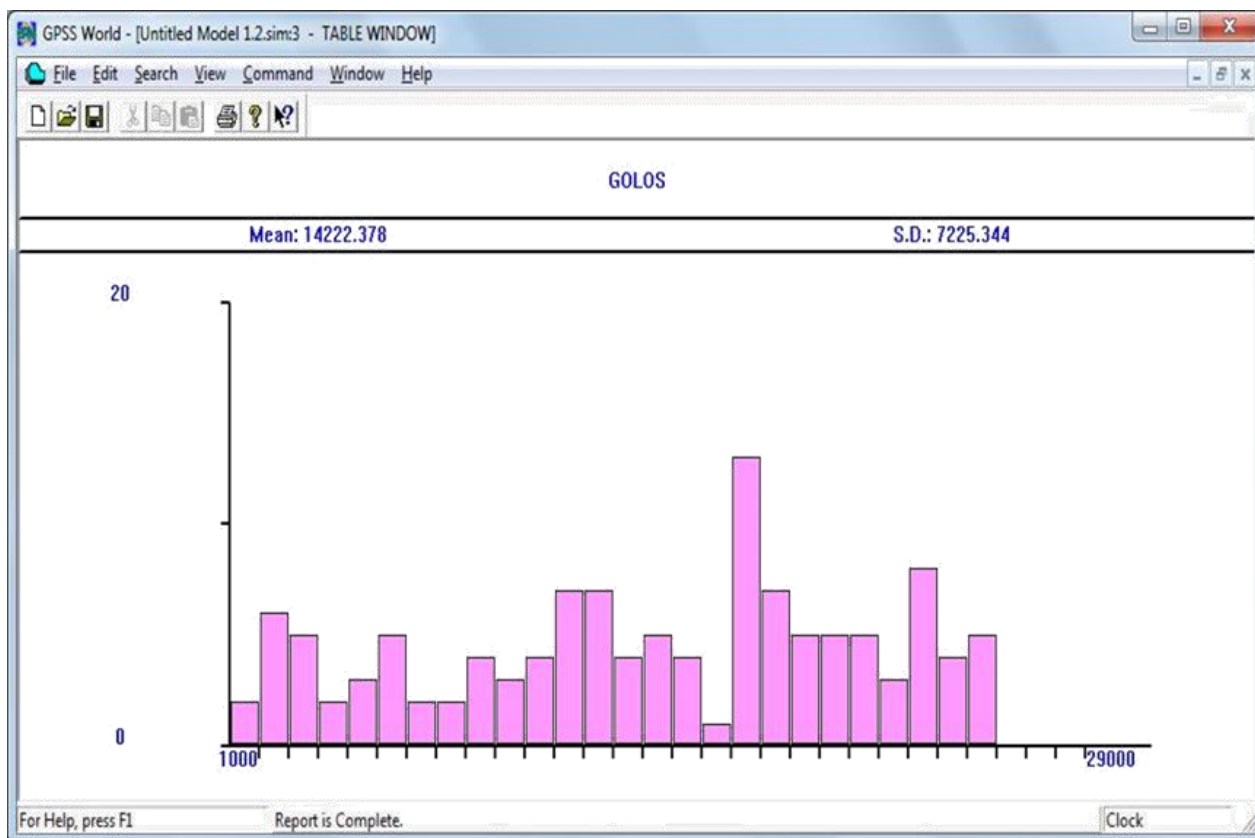 GPSS World - [Untitled Model 1.2.sim:3 - TABLE WINDOW]
File Edit Search View Command Window Help
GOLOS
Mean: 14222.378 S.D.: 7225.344
20
0
1000 29000
For Help, press F1 Report is Complete. Clock